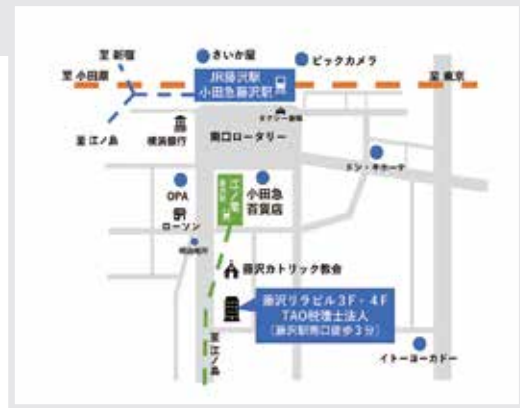 至 新宿
さいか屋
ビックカメラ
至 小田原
JR藤沢駅
小田急藤沢駅
至 東京
至 江ノ島
横浜銀行
南口ロータリー
ドン・キホーテ
OPA
ローソン
江ノ電
藤沢駅
小田急
百貨店
藤沢カトリック教会
藤沢リラビル3F・4F
TAO税理士法人
(藤沢駅南口徒歩3分)
至 江ノ島
イトーヨーカドー